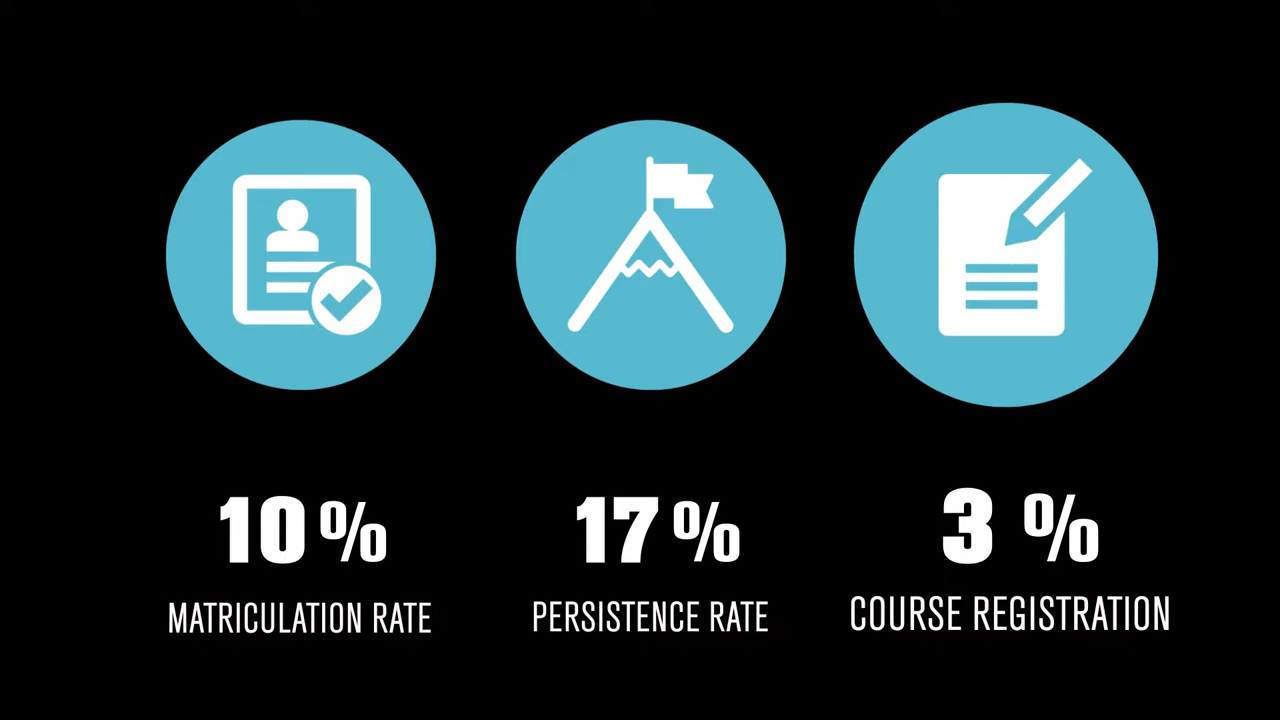 10 % 17 % 3 %
MATRICULATION RATE PERSISTENCE RATE COURSE REGISTRATION